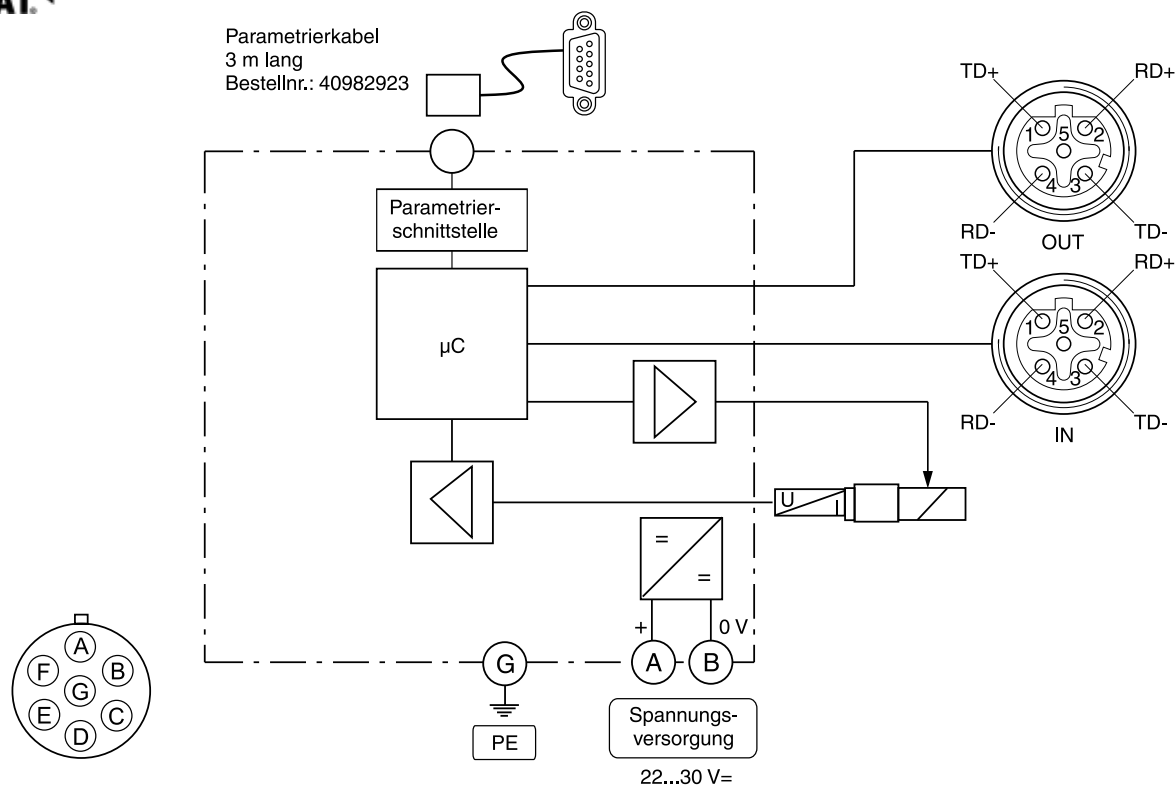 Parametrierkabel
3 m lang
Bestellnr.: 40982923
TD+ RD+
1 5 2
4 3
RD- TD-
OUT
Parametrier-
schnittstelle
TD+ RD+
1 5 2
4 3
RD- TD-
IN
µC
U
I
=
=
+ 0 V
G A B
PE
Spannungs-
versorgung
22...30 V=
A
F B
G
E C
D